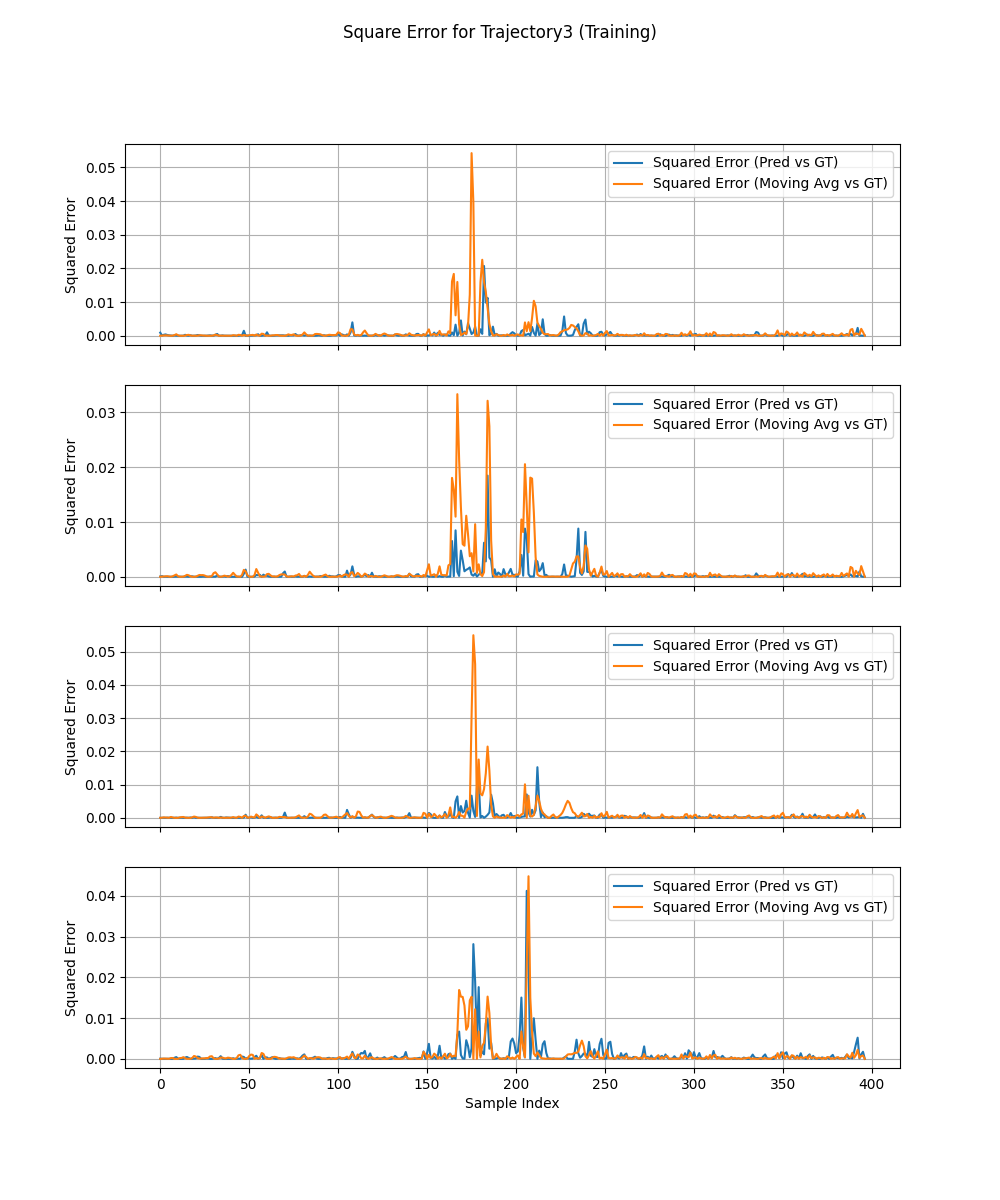 Square Error for Trajectory3 (Training)
Squared Error
0.05
0.04
0.03
0.02
0.01
0.00
Squared Error (Pred vs GT)
Squared Error (Moving Avg vs GT)
Squared Error
0.03
0.02
0.01
0.00
Squared Error (Pred vs GT)
Squared Error (Moving Avg vs GT)
Squared Error
0.05
0.04
0.03
0.02
0.01
0.00
Squared Error (Pred vs GT)
Squared Error (Moving Avg vs GT)
Squared Error
0.04
0.03
0.02
0.01
0.00
Squared Error (Pred vs GT)
Squared Error (Moving Avg vs GT)
0 50 100 150 200 250 300 350 400
Sample Index